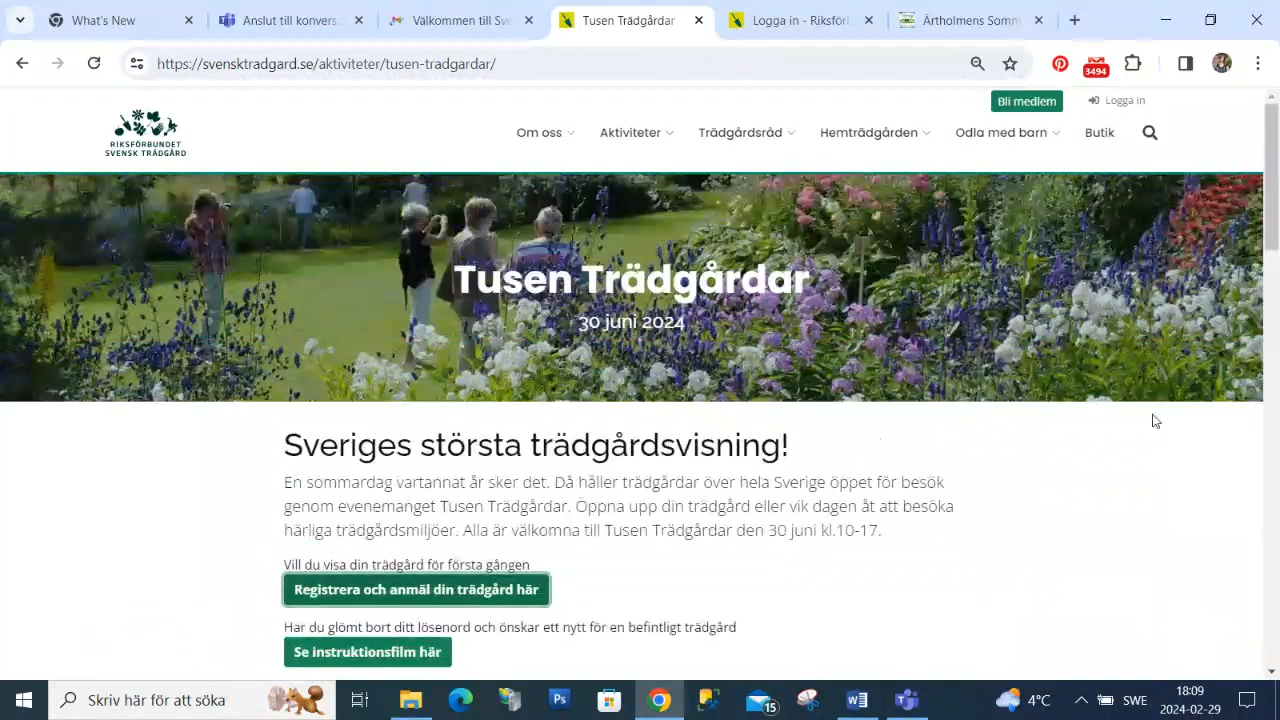 What's New
Anslut till konvers
Välkommen till Sve
Tusen Trädgårdar
Logga in - Riksför
Ärtholmens Somm
https://svensktradgard.se/aktiviteter/tusen-tradgardar/
3494
Bli medlem
Logga in
RIKSFÖRBUNDET
SVENSK TRÄDGÅRD
Om oss
Aktiviteter
Trädgårdsråd
Hemträdgården
Odla med barn
Butik
Tusen Trädgårdar
30 juni 2024
Sveriges största trädgårdsvisning!
En sommardag vartannat år sker det. Då håller trädgårdar över hela Sverige öppet för besök
genom evenemanget Tusen Trädgårdar. Öppna upp din trädgård eller vik dagen åt att besöka
härliga trädgårdsmiljöer. Alla är välkomna till Tusen Trädgårdar den 30 juni kl.10-17.
Vill du visa din trädgård för första gången
Registrera och anmäl din trädgård här
Har du glömt bort ditt lösenord och önskar ett nytt för en befintligt trädgård
Se instruktionsfilm här
Skriv här för att söka
Ps
15
4°C
SWE
18:09
2024-02-29